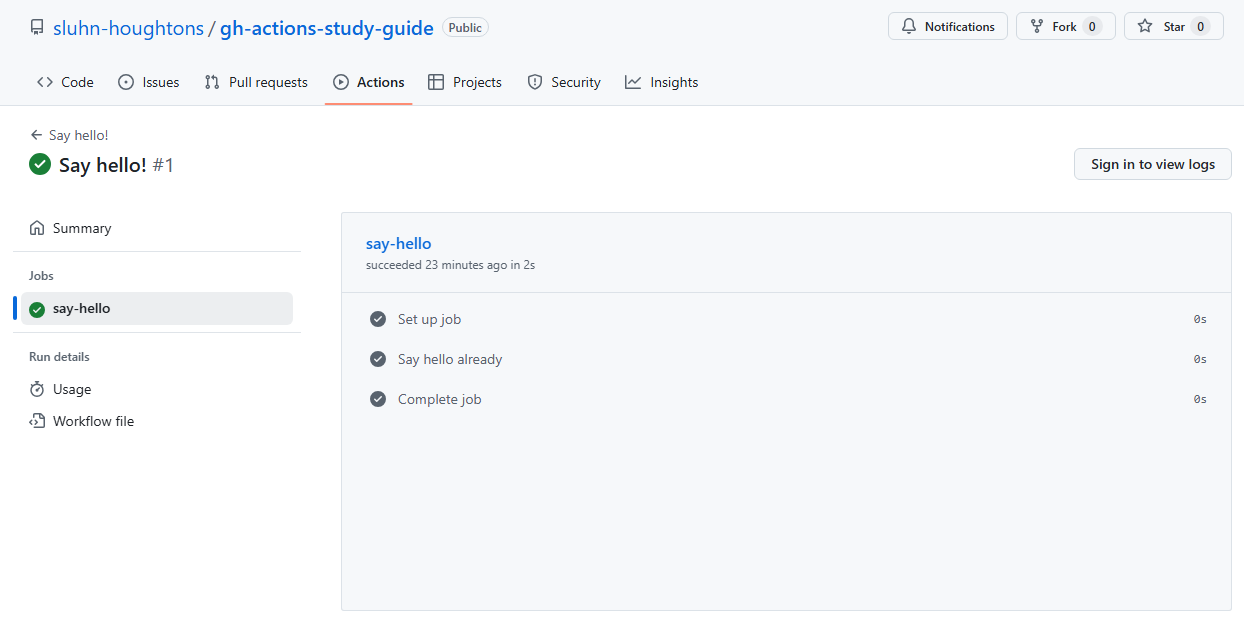 sluhn-houghtons / gh-actions-study-guide Public Notifications Fork 0 Star 0
Code Issues Pull requests Actions Projects Security Insights
Say hello!
Say hello! #1
Sign in to view logs
Summary
Jobs
say-hello
Run details
Usage
Workflow file
say-hello
succeeded 23 minutes ago in 2s
Set up job 0s
Say hello already 0s
Complete job 0s